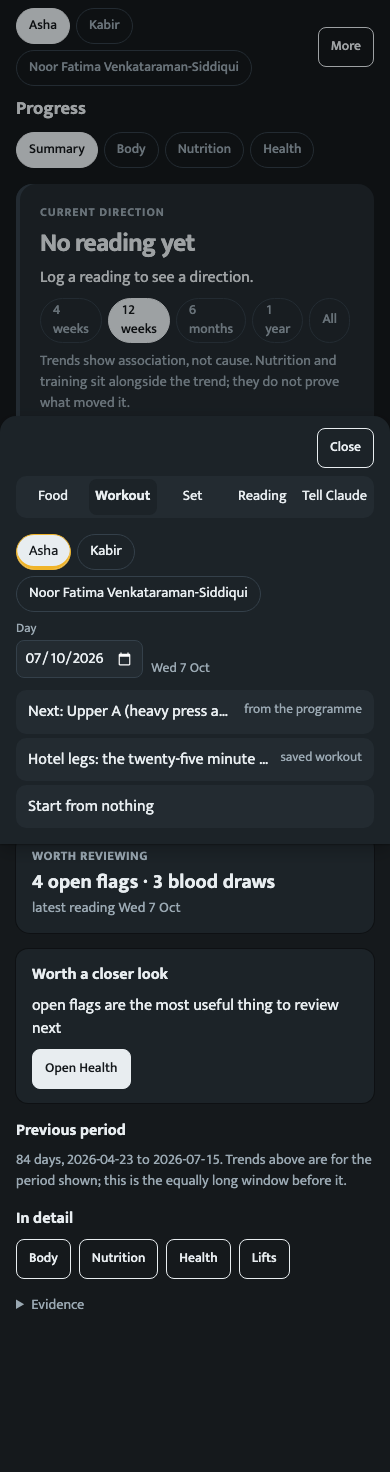 Asha Kabir
More
Noor Fatima Venkataraman-Siddiqui
Progress
Summary Body Nutrition Health
CURRENT DIRECTION
No reading yet
Log a reading to see a direction.
4 weeks 12 weeks 6 months 1 year All
Trends show association, not cause. Nutrition and
training sit alongside the trend; they do not prove
what moved it.
Close
Food Workout Set Reading Tell Claude
Asha Kabir
Noor Fatima Venkataraman-Siddiqui
Day
07/10/2026 Wed 7 Oct
Next: Upper A (heavy press a... from the programme
Hotel legs: the twenty-five minute ... saved workout
Start from nothing
WORTH REVIEWING
4 open flags · 3 blood draws
latest reading Wed 7 Oct
Worth a closer look
open flags are the most useful thing to review
next
Open Health
Previous period
84 days, 2026-04-23 to 2026-07-15. Trends above are for the
period shown; this is the equally long window before it.
In detail
Body Nutrition Health Lifts
Evidence